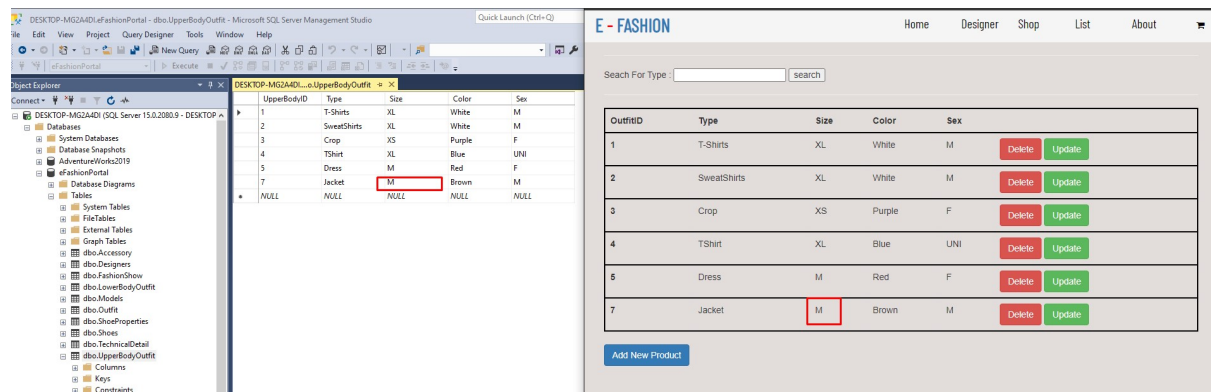 DESKTOP-MG2A4DI.eFashionPortal - dbo.UpperBodyOutfit - Microsoft SQL Server Management Studio
Quick Launch (Ctrl+Q)
File Edit View Project Query Designer Tools Window Help
New Query
eFashionPortal
Execute
Object Explorer
Connect
DESKTOP-MG2A4DI (SQL Server 15.0.2080.9 - DESKTOP
Databases
System Databases
Database Snapshots
AdventureWorks2019
eFashionPortal
Database Diagrams
Tables
System Tables
FileTables
External Tables
Graph Tables
dbo.Accessory
dbo.Designers
dbo.FashionShow
dbo.LowerBodyOutfit
dbo.Models
dbo.Outfit
dbo.ShoeProperties
dbo.Shoes
dbo.TechnicalDetail
dbo.UpperBodyOutfit
Columns
Keys
Constraints
DESKTOP-MG2A4DI....o.UpperBodyOutfit
UpperBodyID Type Size Color Sex
1 T-Shirts XL White M
2 SweatShirts XL White M
3 Crop XS Purple F
4 TShirt XL Blue UNI
5 Dress M Red F
7 Jacket M Brown M
NULL NULL NULL NULL NULL
E - FASHION Home Designer Shop List About
Seach For Type : search
OutfitID Type Size Color Sex
1 T-Shirts XL White M Delete Update
2 SweatShirts XL White M Delete Update
3 Crop XS Purple F Delete Update
4 TShirt XL Blue UNI Delete Update
5 Dress M Red F Delete Update
7 Jacket M Brown M Delete Update
Add New Product